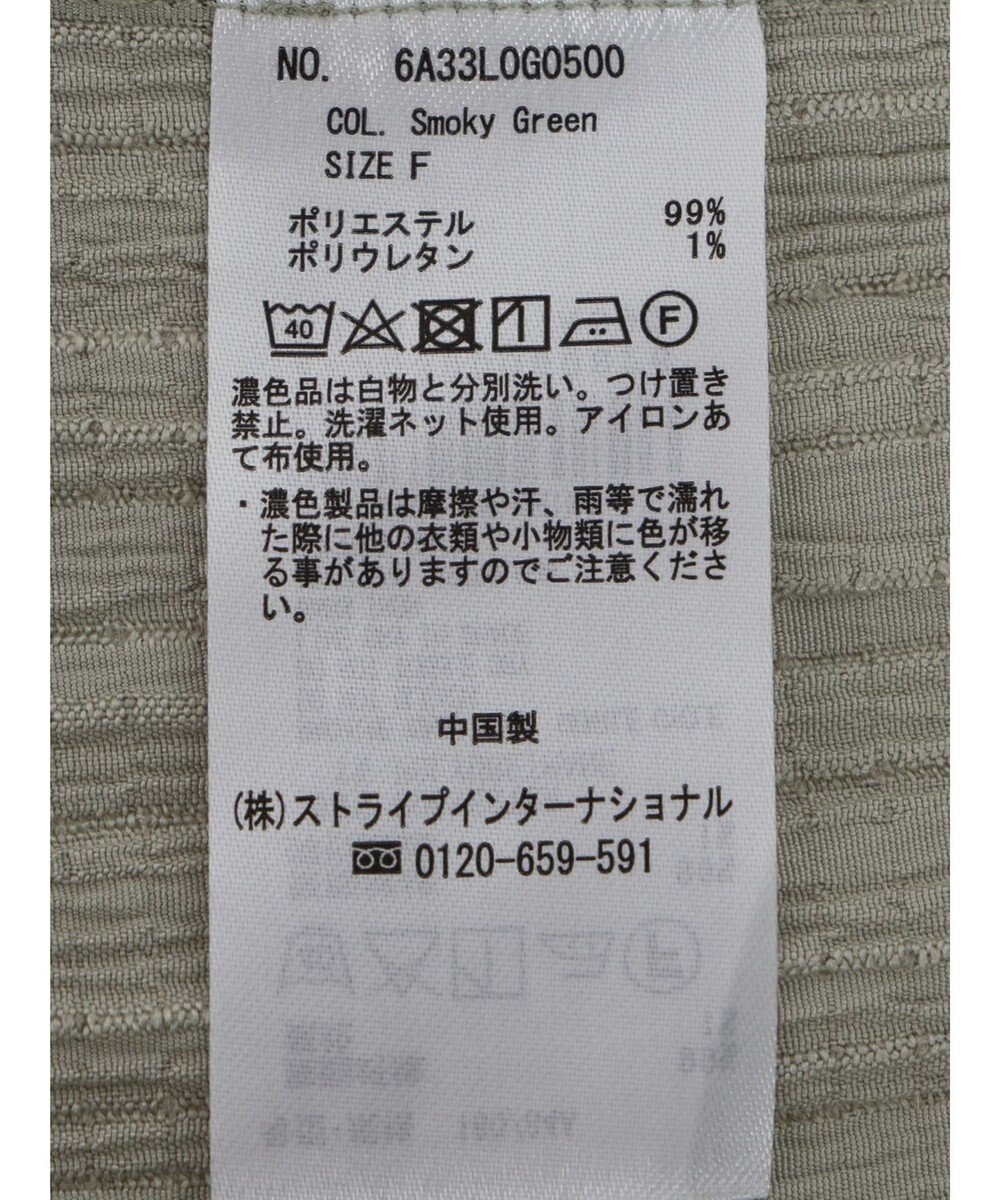 NO. 6A33L0G0500
COL. Smoky Green
SIZE F
ポリエステル 99%
ポリウレタン 1%
40 F
濃色品は白物と分別洗い。つけ置き
禁止。洗濯ネット使用。アイロンあ
て布使用。
・濃色製品は摩擦や汗、雨等で濡れ
た際に他の衣類や小物類に色が移
る事がありますのでご注意くださ
い。
中国製
(株)ストライプインターナショナル
0120-659-591